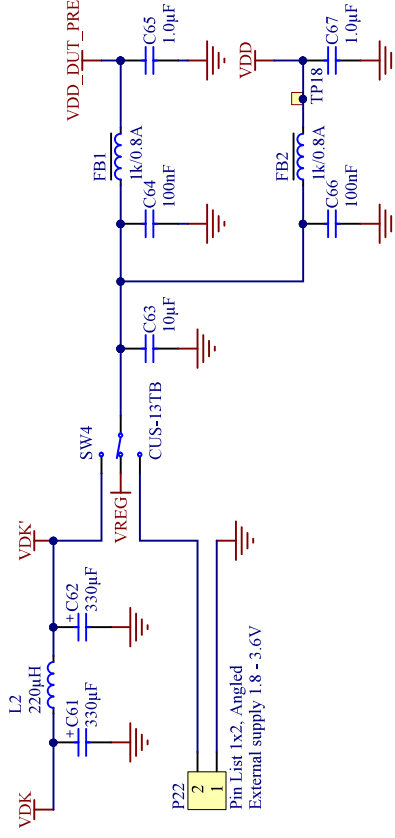 VDK
+C61
330µF
L2
220µH
+C62
330µF
VDK'
P22
2
1
Pin List 1x2, Angled
External supply 1.8 - 3.6V
SW4
VREG
CUS-13TB
C63
10µF
C64
100nF
FB1
1k/0.8A
VDD_DUT_PRE
C65
1.0µF
C66
100nF
FB2
1k/0.8A
TP18
VDD
C67
1.0µF